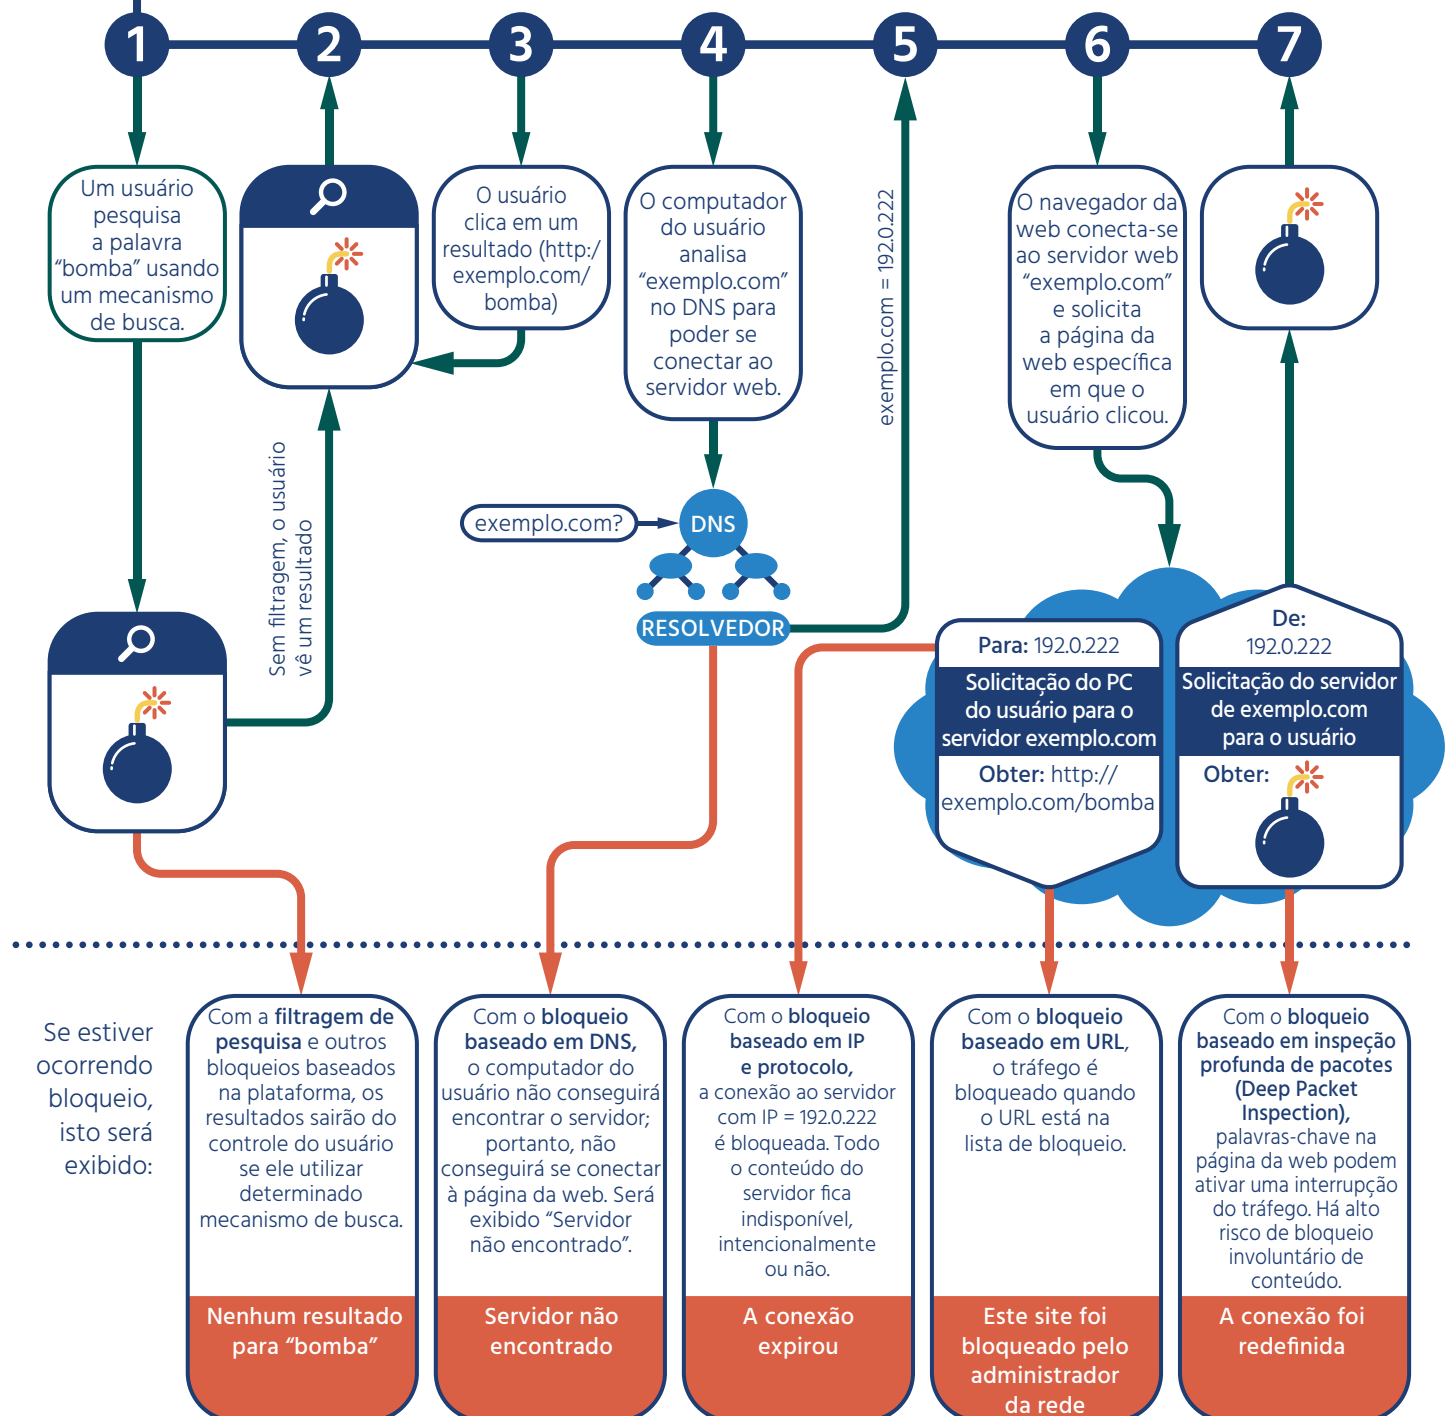 1
2
3
4
5
6
7
Um usuário
pesquisa
a palavra
“bomba” usando
um mecanismo
de busca.
O usuário
clica em um
resultado (http:/
exemplo.com/
bomba)
O computador
do usuário
analisa
“exemplo.com”
no DNS para
poder se
conectar ao
servidor web.
exemplo.com = 192.0.222
O navegador da
web conecta-se
ao servidor web
“exemplo.com”
e solicita
a página da
web específica
em que o
usuário clicou.
Sem filtragem, o usuário
vê um resultado
exemplo.com?
DNS
RESOLVEDOR
Para: 192.0.222
Solicitação do PC
do usuário para o
servidor exemplo.com
Obter: http://
exemplo.com/bomba
De:
192.0.222
Solicitação do servidor
de exemplo.com
para o usuário
Obter:
Se estiver
ocorrendo
bloqueio,
isto será
exibido:
Com a filtragem de
pesquisa e outros
bloqueios baseados
na plataforma, os
resultados sairão do
controle do usuário
se ele utilizar
determinado
mecanismo de busca.
Nenhum resultado
para “bomba”
Com o bloqueio
baseado em DNS,
o computador do
usuário não conseguirá
encontrar o servidor;
portanto, não
conseguirá se conectar
à página da web. Será
exibido “Servidor
não encontrado”.
Servidor não
encontrado
Com o bloqueio
baseado em IP
e protocolo,
a conexão ao servidor
com IP = 192.0.222
é bloqueada. Todo
o conteúdo do
servidor fica
indisponível,
intencionalmente
ou não.
A conexão
expirou
Com o bloqueio
baseado em URL,
o tráfego é
bloqueado quando
o URL está na
lista de bloqueio.
Este site foi
bloqueado pelo
administrador
da rede
Com o bloqueio
baseado em inspeção
profunda de pacotes
(Deep Packet
Inspection),
palavras-chave na
página da web podem
ativar uma interrupção
do tráfego. Há alto
risco de bloqueio
involuntário de
conteúdo.
A conexão foi
redefinida